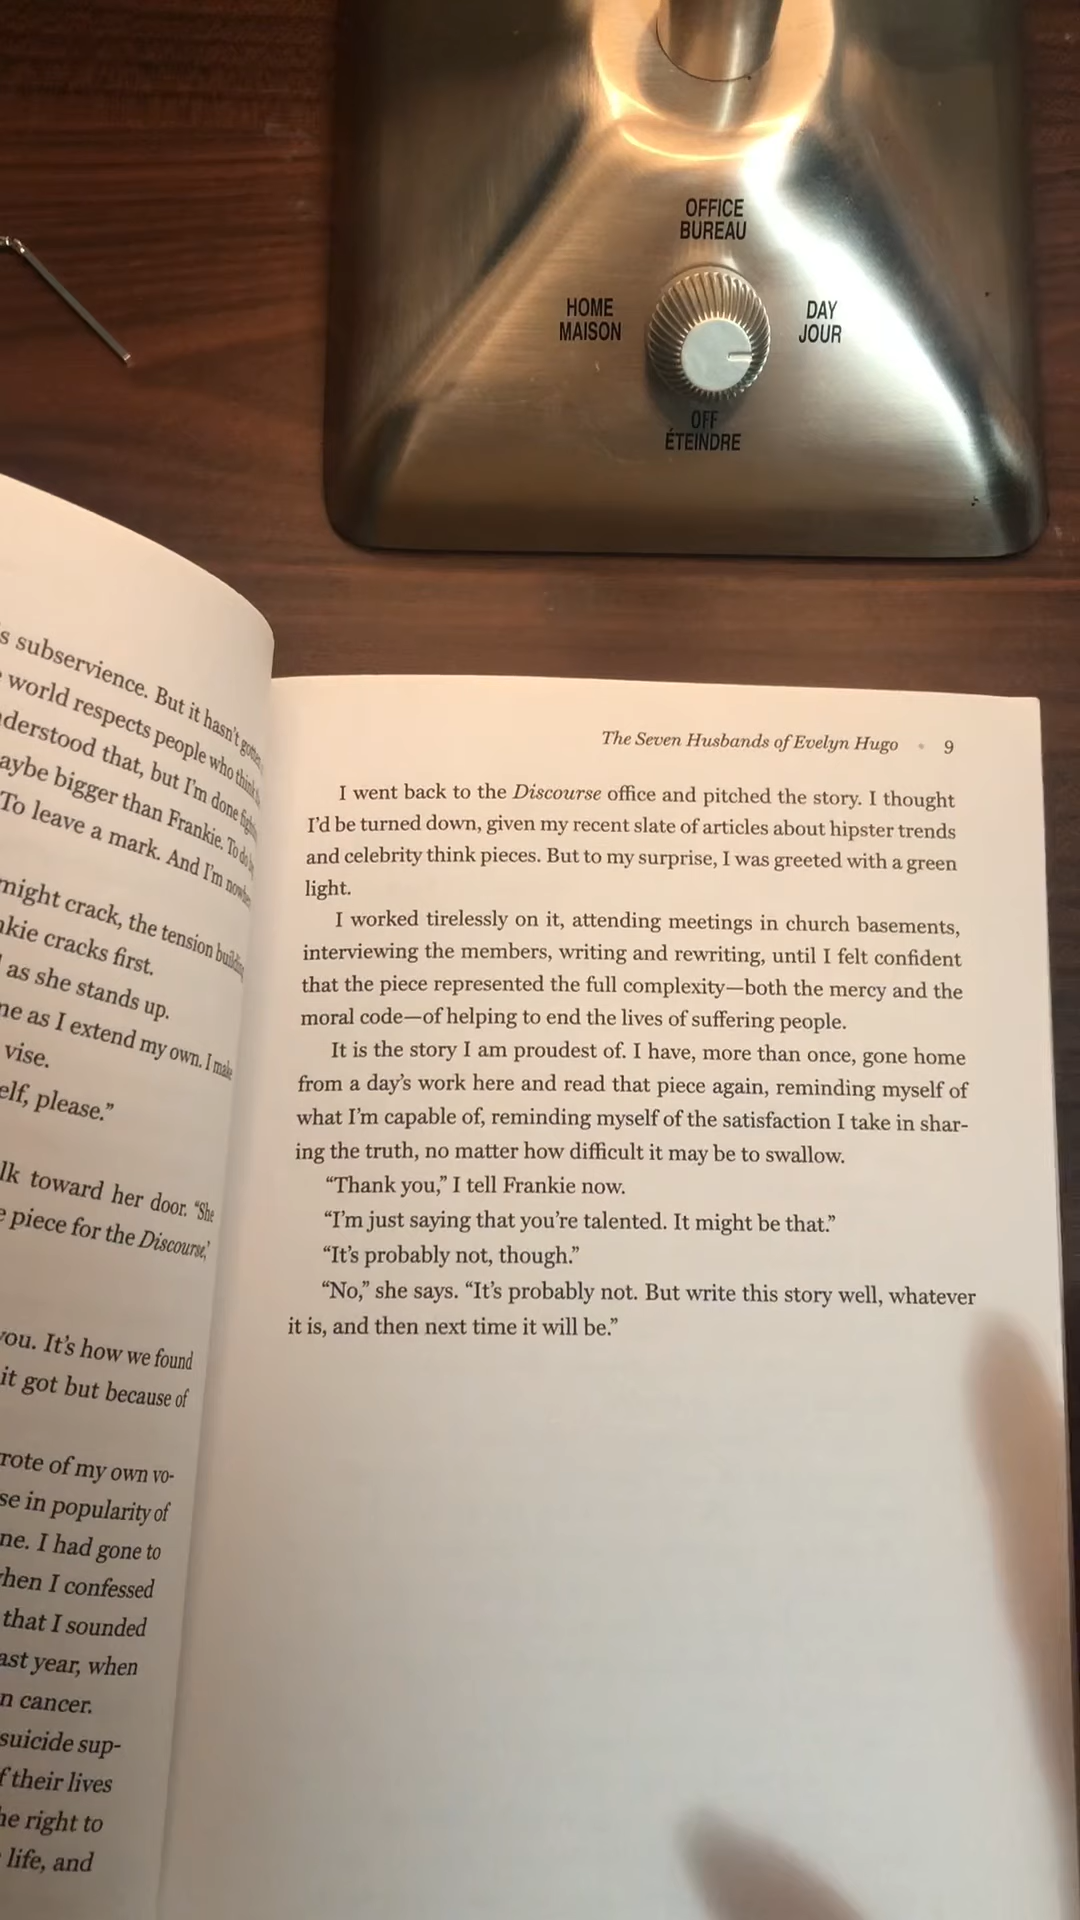 OFFICE
BUREAU
HOME
MAISON
DAY
JOUR
OFF
ÉTEINDRE
subservience. But it hasn't
world respects people who think
derstood that, but I'm done
aybe bigger than Frankie. To do
To leave a mark. And I'm
might crack, the tension building
kie cracks first.
as she stands up.
me as I extend my own. I make
vise.
elf, please.”
lk toward her door. “She
piece for the Discourse,’
you. It's how we found
it got but because of
rote of my own vo-
se in popularity of
ne. I had gone to
when I confessed
that I sounded
ast year, when
n cancer.
suicide sup-
f their lives
he right to
life, and
The Seven Husbands of Evelyn Hugo • 9
I went back to the Discourse office and pitched the story. I thought
I'd be turned down, given my recent slate of articles about hipster trends
and celebrity think pieces. But to my surprise, I was greeted with a green
light.
I worked tirelessly on it, attending meetings in church basements,
interviewing the members, writing and rewriting, until I felt confident
that the piece represented the full complexity—both the mercy and the
moral code—of helping to end the lives of suffering people.
It is the story I am proudest of. I have, more than once, gone home
from a day's work here and read that piece again, reminding myself of
what I'm capable of, reminding myself of the satisfaction I take in shar-
ing the truth, no matter how difficult it may be to swallow.
“Thank you,” I tell Frankie now.
“I'm just saying that you're talented. It might be that.”
“It's probably not, though.”
“No,” she says. “It's probably not. But write this story well, whatever
it is, and then next time it will be.”